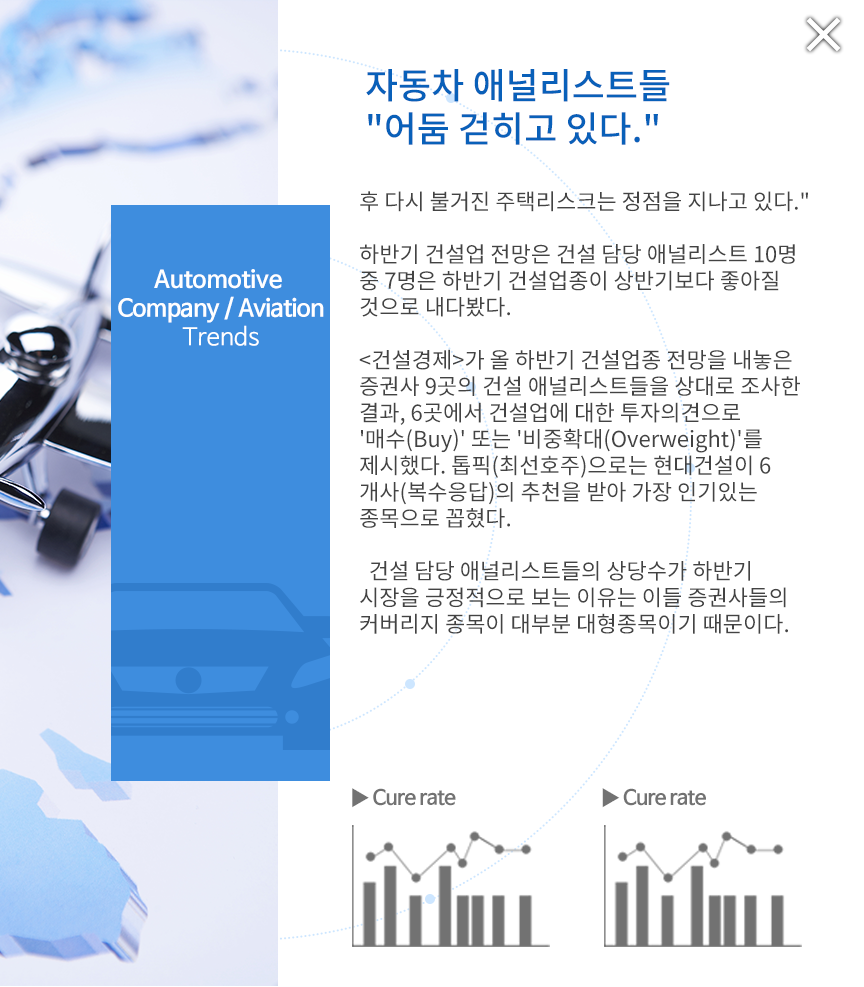 자동차 애널리스트들
"어둠 걷히고 있다."
후 다시 불거진 주택리스크는 정점을 지나고 있다."
하반기 건설업 전망은 건설 담당 애널리스트 10명
중 7명은 하반기 건설업종이 상반기보다 좋아질
것으로 내다봤다.
<건설경제>가 올 하반기 건설업종 전망을 내놓은
증권사 9곳의 건설 애널리스트들을 상대로 조사한
결과, 6곳에서 건설업에 대한 투자의견으로
'매수(Buy)' 또는 '비중확대(Overweight)'를
제시했다. 톱픽(최선호주)으로는 현대건설이 6
개사(복수응답)의 추천을 받아 가장 인기있는
종목으로 꼽혔다.
건설 담당 애널리스트들의 상당수가 하반기
시장을 긍정적으로 보는 이유는 이들 증권사들의
커버리지 종목이 대부분 대형종목이기 때문이다.
Automotive
Company / Aviation
Trends
▶ Cure rate
▶ Cure rate